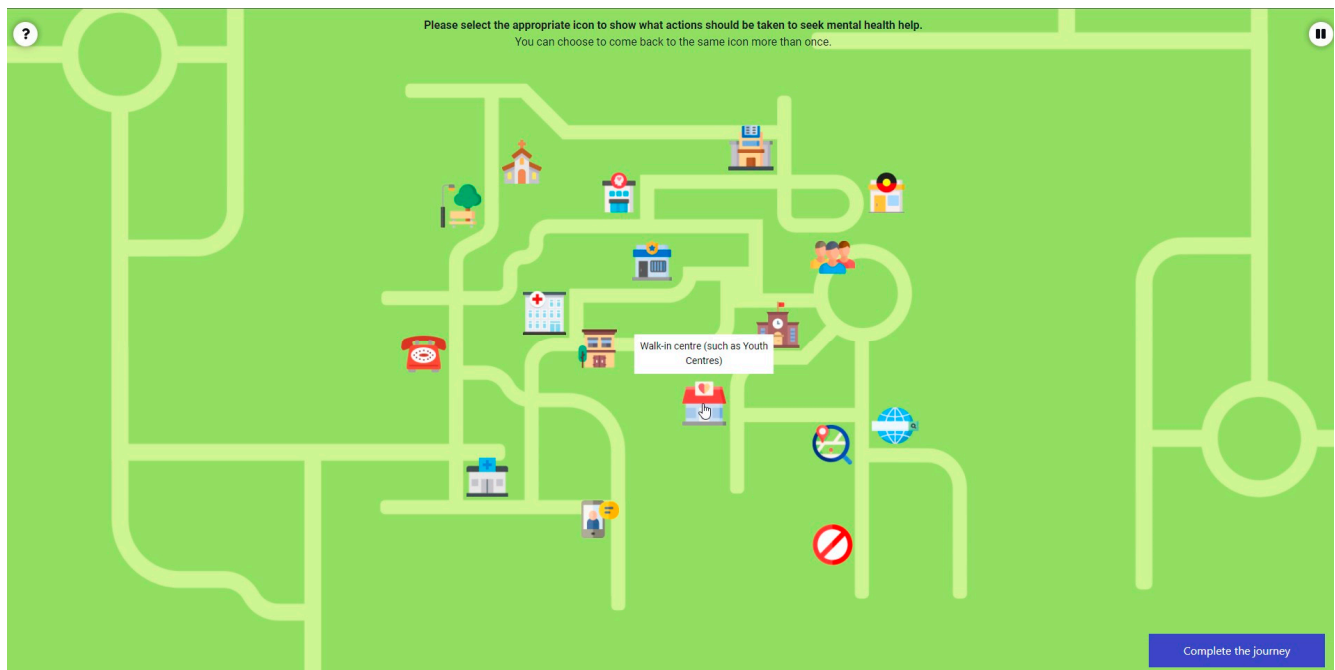 Please select the appropriate icon to show what actions should be taken to seek mental health help.
You can choose to come back to the same icon more than once.
?
Walk-in centre (such as Youth
Centres)
Complete the journey